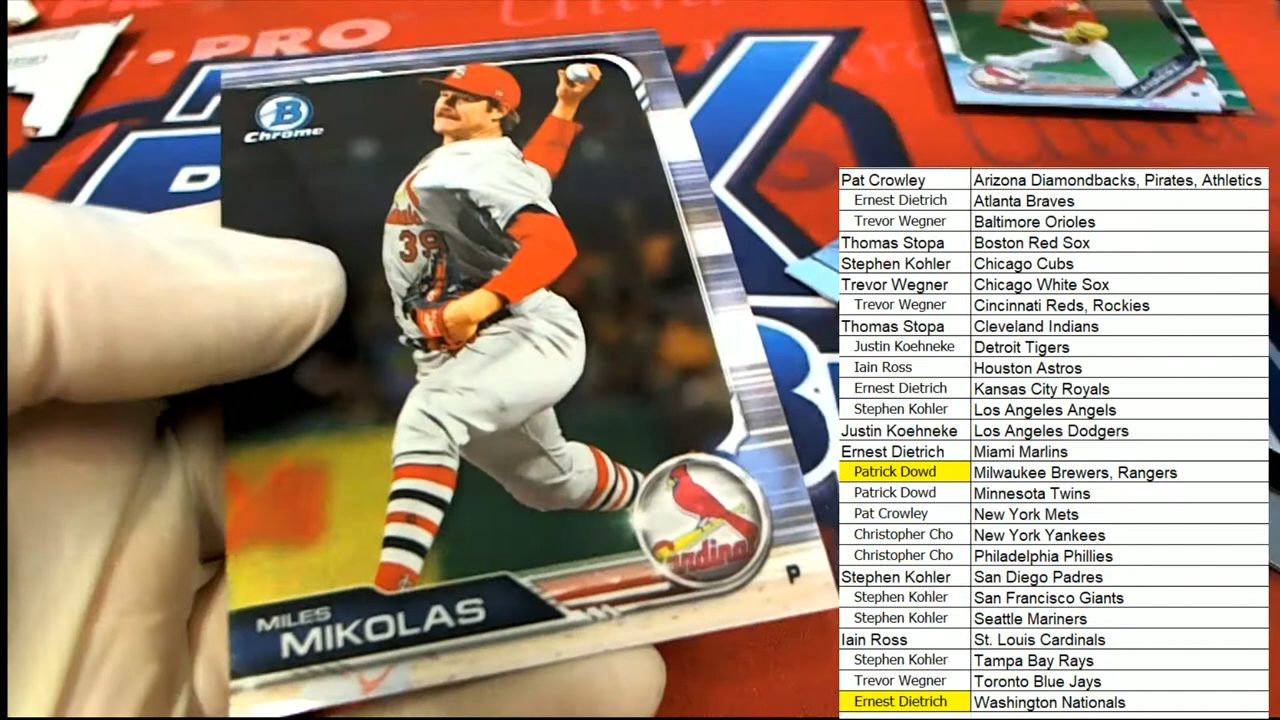 PRO
B
Chrome
39
Cardinals
P
MILES
MIKOLAS
Pat Crowley Arizona Diamondbacks, Pirates, Athletics
Ernest Dietrich Atlanta Braves
Trevor Wegner Baltimore Orioles
Thomas Stopa Boston Red Sox
Stephen Kohler Chicago Cubs
Trevor Wegner Chicago White Sox
Trevor Wegner Cincinnati Reds, Rockies
Thomas Stopa Cleveland Indians
Justin Koehneke Detroit Tigers
Iain Ross Houston Astros
Ernest Dietrich Kansas City Royals
Stephen Kohler Los Angeles Angels
Justin Koehneke Los Angeles Dodgers
Ernest Dietrich Miami Marlins
Patrick Dowd Milwaukee Brewers, Rangers
Patrick Dowd Minnesota Twins
Pat Crowley New York Mets
Christopher Cho New York Yankees
Christopher Cho Philadelphia Phillies
Stephen Kohler San Diego Padres
Stephen Kohler San Francisco Giants
Stephen Kohler Seattle Mariners
Iain Ross St. Louis Cardinals
Stephen Kohler Tampa Bay Rays
Trevor Wegner Toronto Blue Jays
Ernest Dietrich Washington Nationals